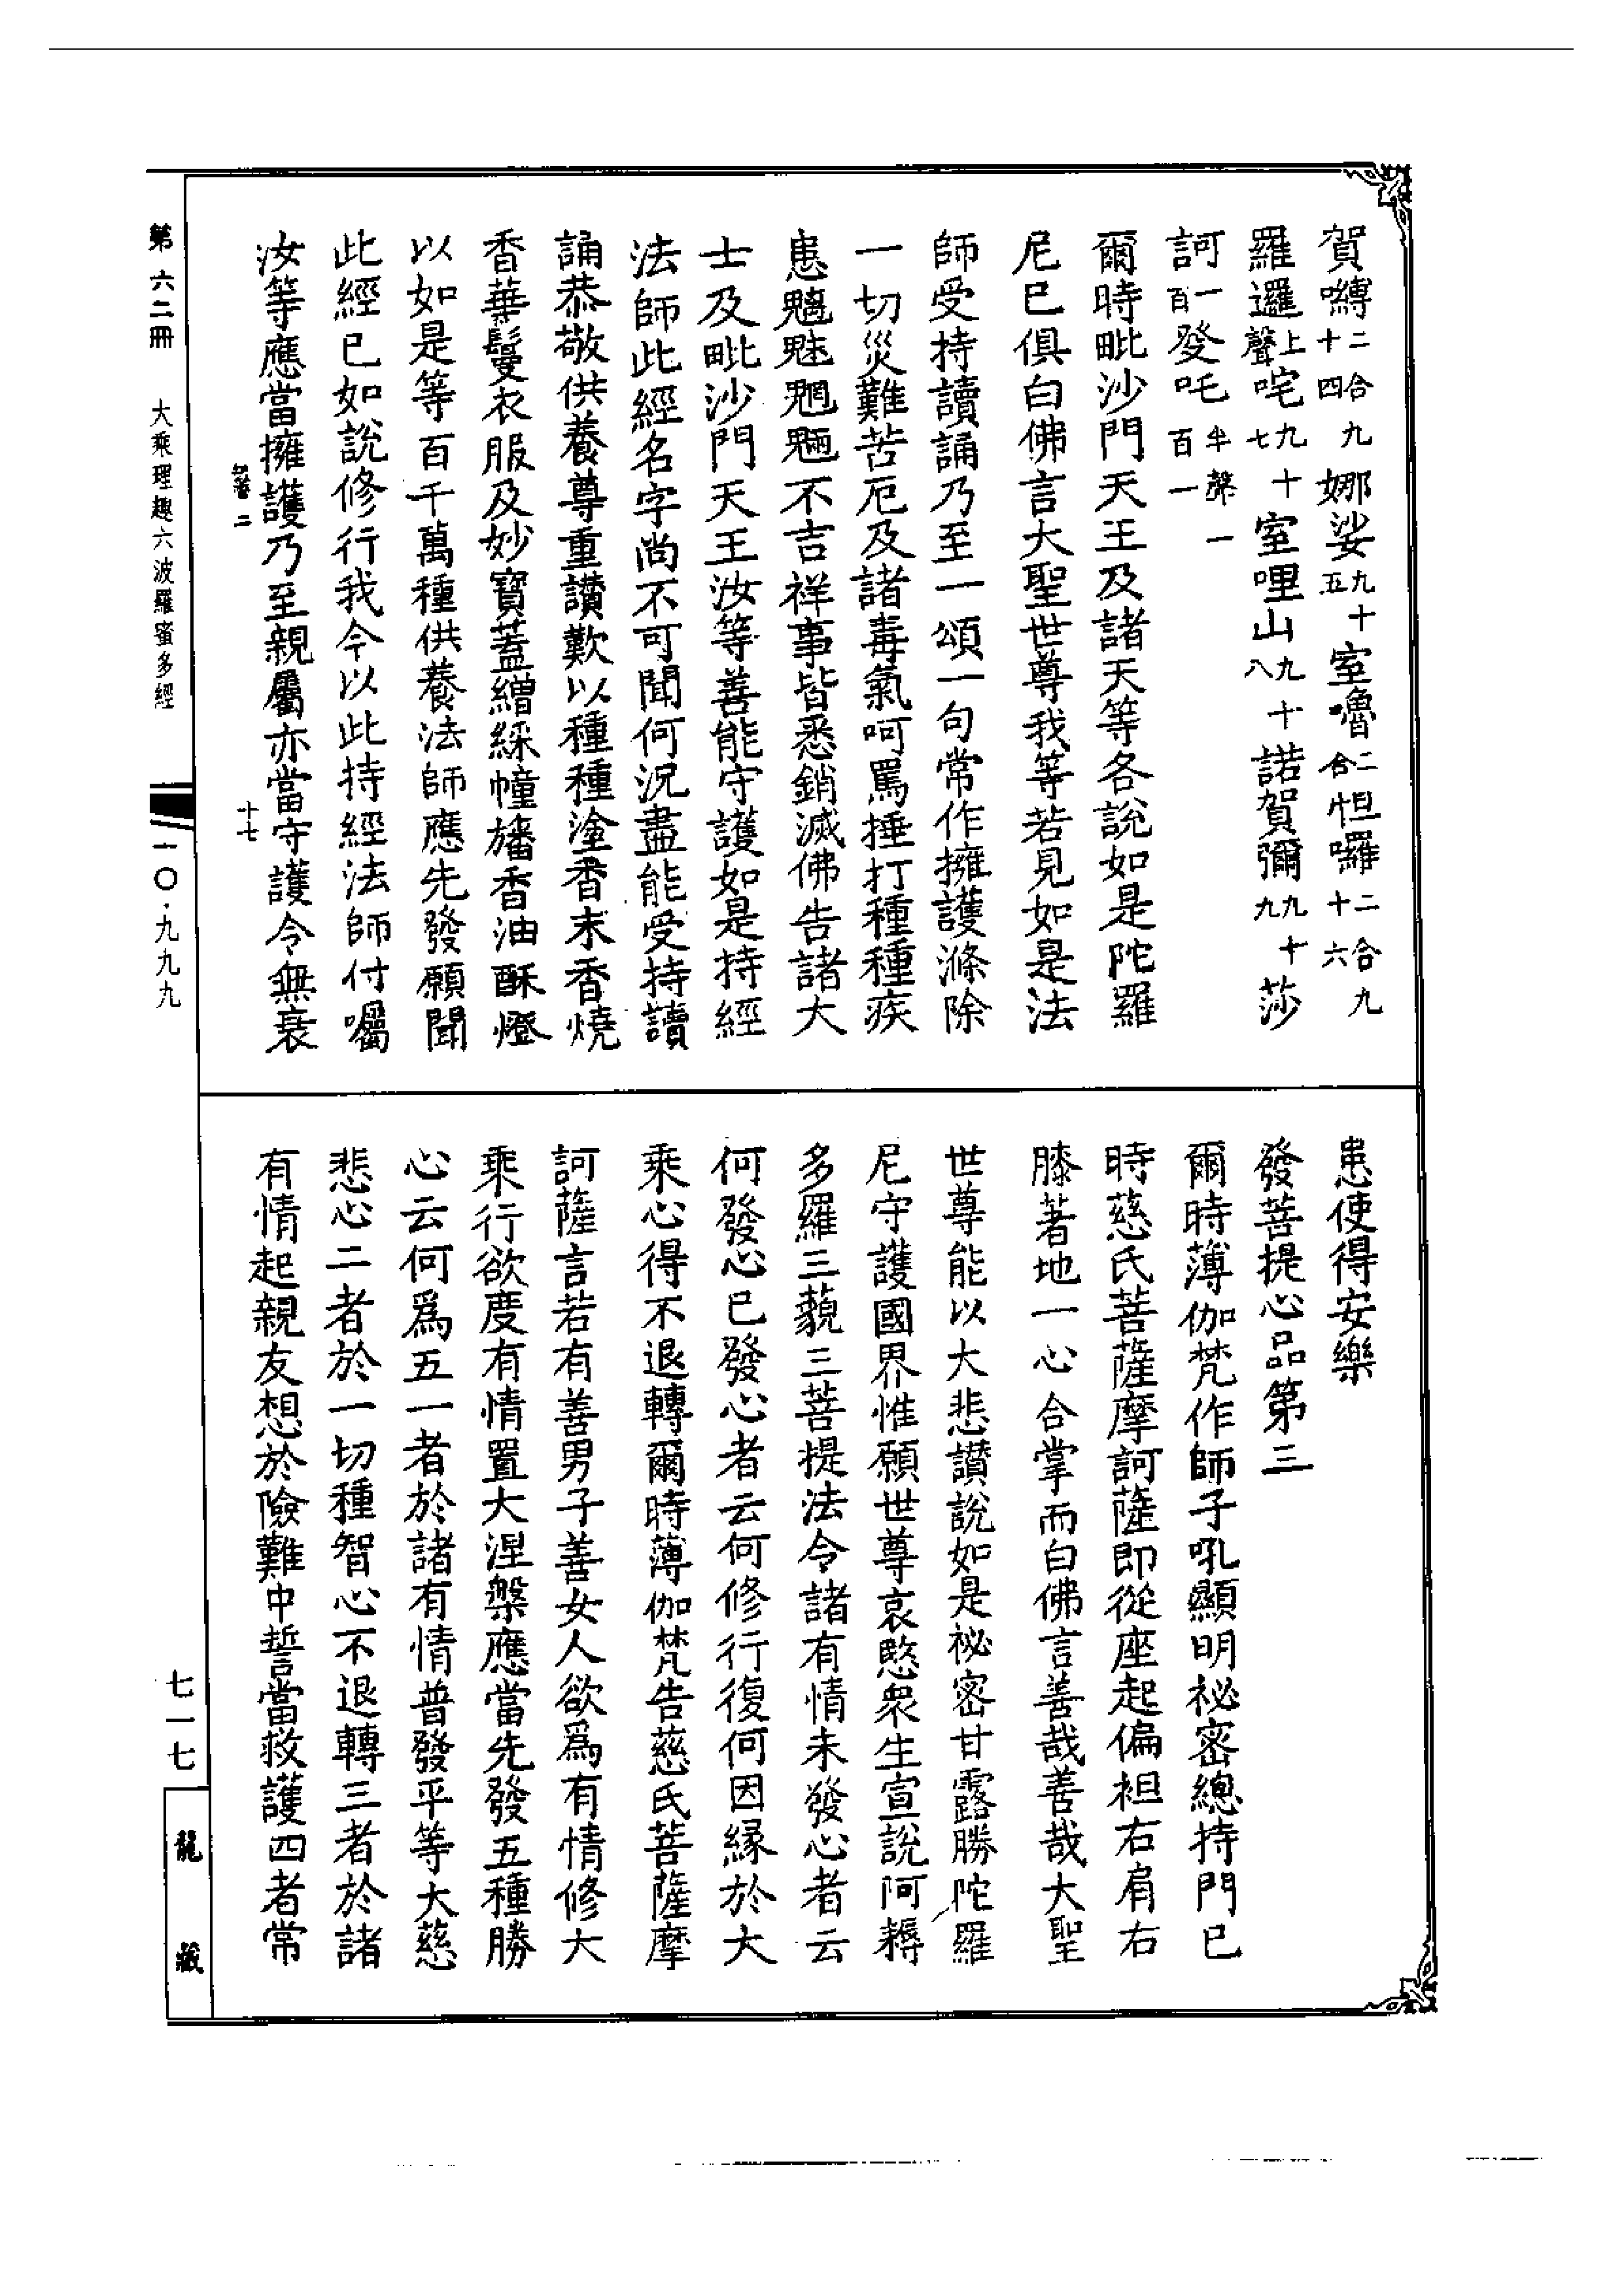 賀嚩二合九十四娜娑九十五室嚕二合怛囉二合九十六
羅邏上聲咤九十七室哩山九十八諾賀彌九十九莎
訶一百發吒半聲一百一
爾時毗沙門天王及諸天等各說如是陀羅
尼已俱白佛言大聖世尊我等若見如是法
師受持讀誦乃至一頌一句常作擁護滌除
一切災難苦厄及諸毒氣呵罵捶打種種疾
患魑魅魍魎不吉祥事皆悉銷滅佛告諸大
士及毗沙門天王汝等善能守護如是持經
法師此經名字尚不可聞何況盡能受持讀
誦恭敬供養尊重讚歎以種種塗香末香燒
香華鬘衣服及妙寶蓋繒綵幢旛香油酥燈
以如是等百千萬種供養法師應先發願聞
此經已如說修行我今以此持經法師付囑
汝等應當擁護乃至親屬亦當守護令無衰
患使得安樂
發菩提心品第三
爾時薄伽梵作師子吼顯明祕密總持門已
時慈氏菩薩摩訶薩即從座起偏袒右肩右
膝著地一心合掌而白佛言善哉善哉大聖
世尊能以大悲讚說如是祕密甘露勝陀羅
尼守護國界惟願世尊哀愍衆生宣說阿耨
多羅三藐三菩提法令諸有情未發心者云
何發心已發心者云何修行復何因緣於大
乘心得不退轉爾時薄伽梵告慈氏菩薩摩
訶薩言若有善男子善女人欲爲有情修大
乘行欲度有情置大涅槃應當先發五種勝
心云何爲五一者於諸有情普發平等大慈
悲心二者於一切種智心不退轉三者於諸
有情起親友想於險難中誓當救護四者常
二
十七
第六二冊 大乘理趣六波羅蜜多經
一〇·九九九
七一七
龍藏